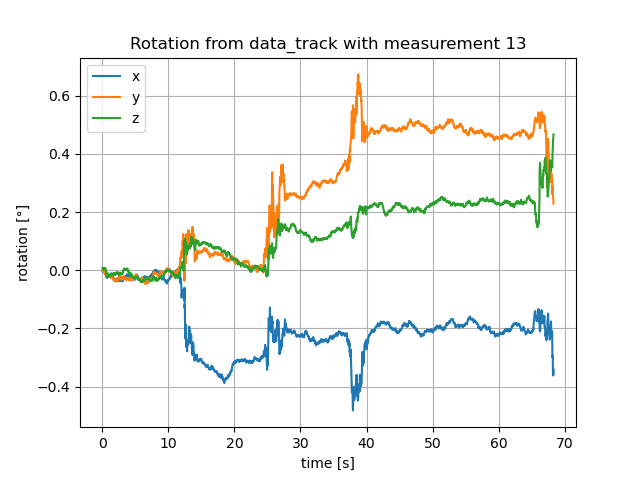 Rotation from data_track with measurement 13
x
y
z
0.6
0.4
0.2
0.0
−0.2
−0.4
rotation [°]
0 10 20 30 40 50 60 70
time [s]